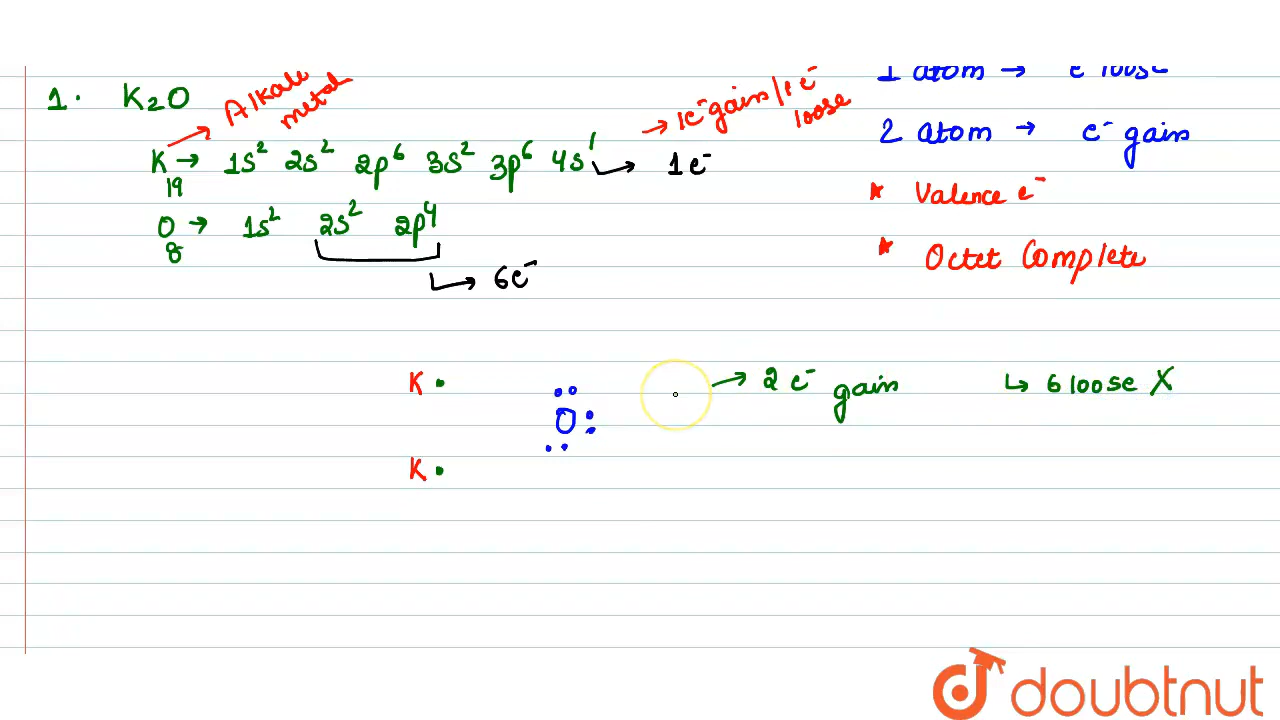 1 atom → e⁻ loose
1. K₂O
→ Alkali metal
→ 1e⁻ gains/1e⁻ loose
2 atom → e⁻ gain
K → 1s² 2s² 2p⁶ 3s² 3p⁶ 4s¹ → 1e⁻
19
* Valence e⁻
O → 1s² 2s² 2p⁴
8
* Octet Complete
→ 6e⁻
K •
O
→ 2e⁻ gain
↳ 6 loose X
K •
doubtnut